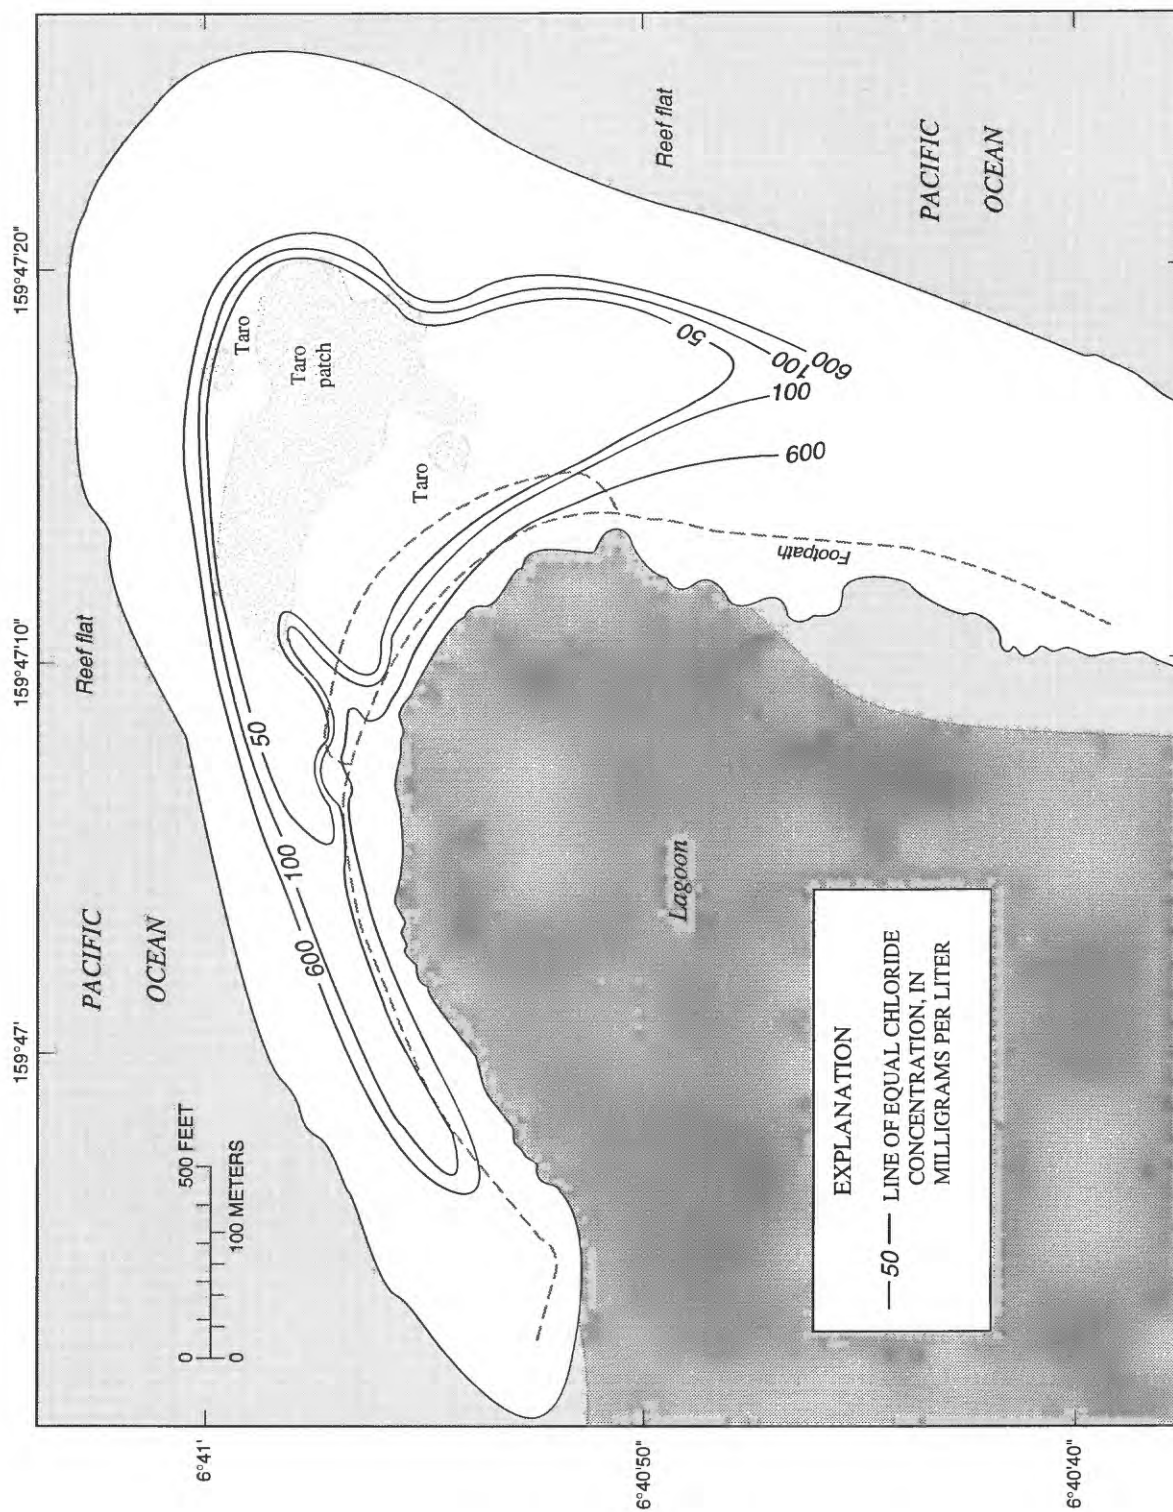 159°47'
159°47'10"
159°47'20"
6°41'
6°40'50"
6°40'40"
0 500 FEET
0 100 METERS
PACIFIC
OCEAN
Reef flat
Reef flat
PACIFIC
OCEAN
Taro
Taro
patch
Taro
50
100
600
50
100
600
100
600
Footpath
Lagoon
EXPLANATION
—50— LINE OF EQUAL CHLORIDE
CONCENTRATION, IN
MILLIGRAMS PER LITER